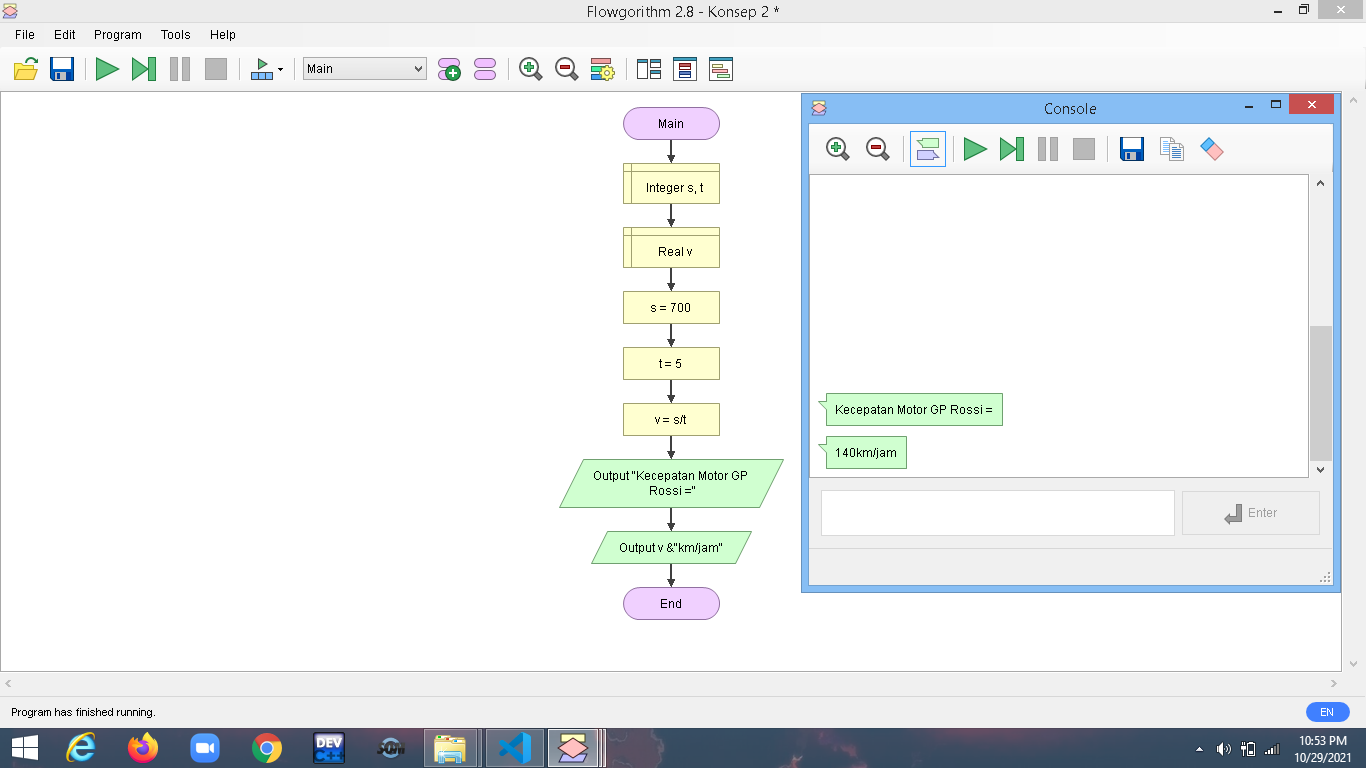 Flowgorithm 2.8 - Konsep 2 *
File Edit Program Tools Help
Main
Main
Integer s, t
Real v
s = 700
t = 5
v = s/t
Output "Kecepatan Motor GP
Rossi ="
Output v &"km/jam"
End
Console
Kecepatan Motor GP Rossi =
140km/jam
Enter
Program has finished running.
EN
DEV
C++
10:53 PM
10/29/2021